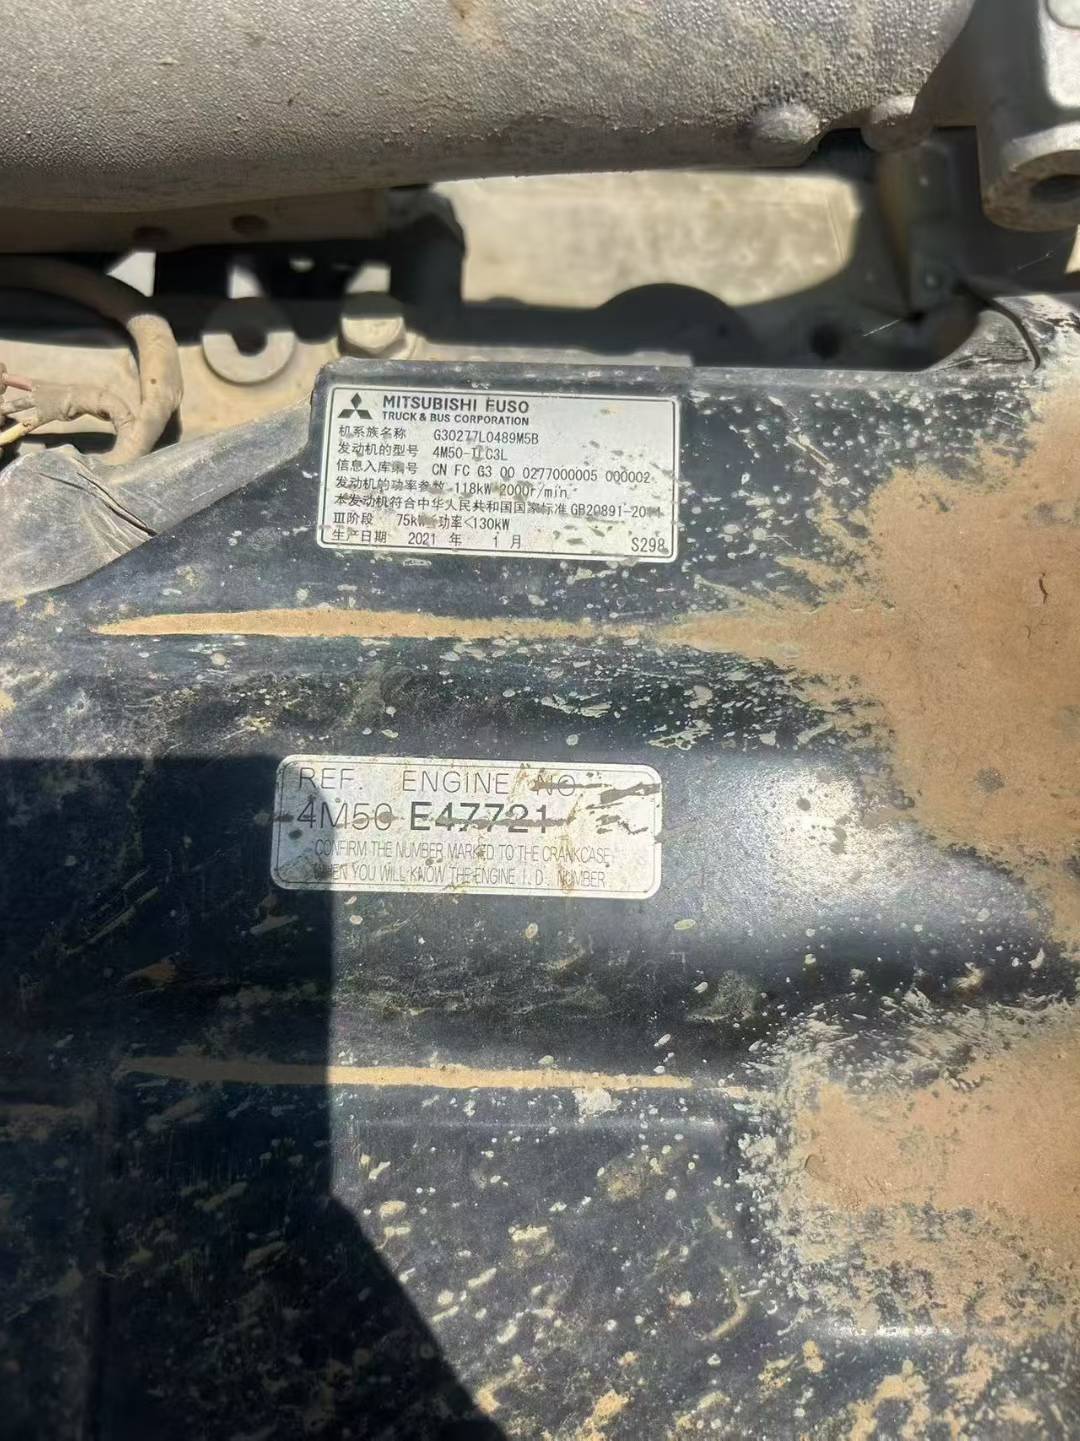 MITSUBISHI FUSO
TRUCK & BUS CORPORATION
机系族名称 G30277L0489M5B
发动机的型号 4M50-TLC3L
信息入库编号 CN FC G3 00 0277000005 000002
发动机的功率参数 118kW 2000r/min
本发动机符合中华人民共和国国家标准 GB20891-2014
III阶段 75kW 功率<130kW
生产日期 2021 年 1 月 S298
REF. ENGINE NO
4M50 E47721
CONFIRM THE NUMBER MARKED TO THE CRANKCASE,
WHEN YOU WILL KNOW THE ENGINE I. D. NUMBER